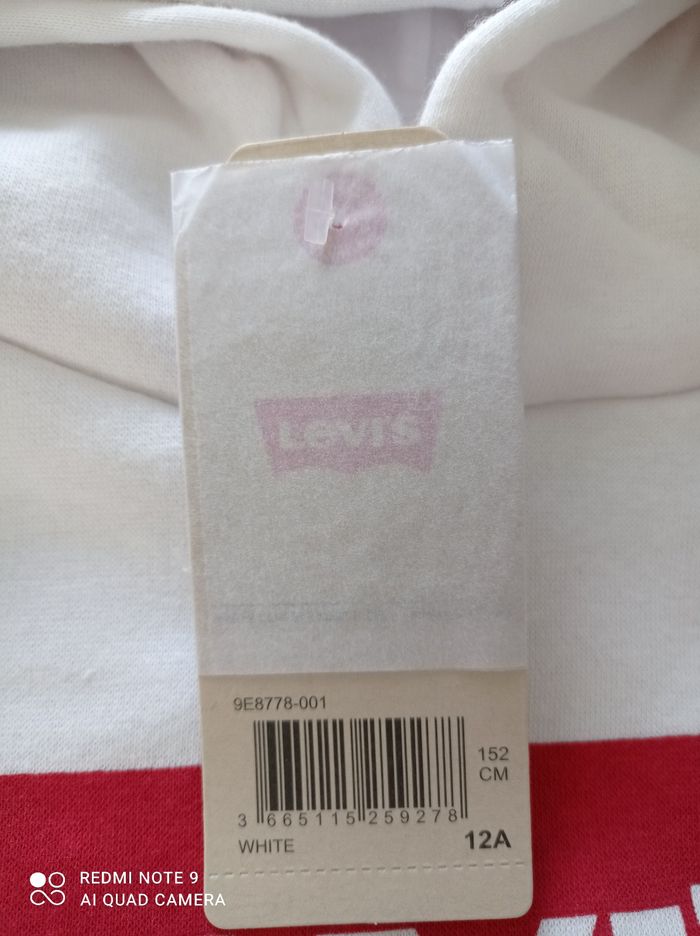 Levi's
9E8778-001
152
CM
3 665115 259278
WHITE
12A
REDMI NOTE 9
AI QUAD CAMERA